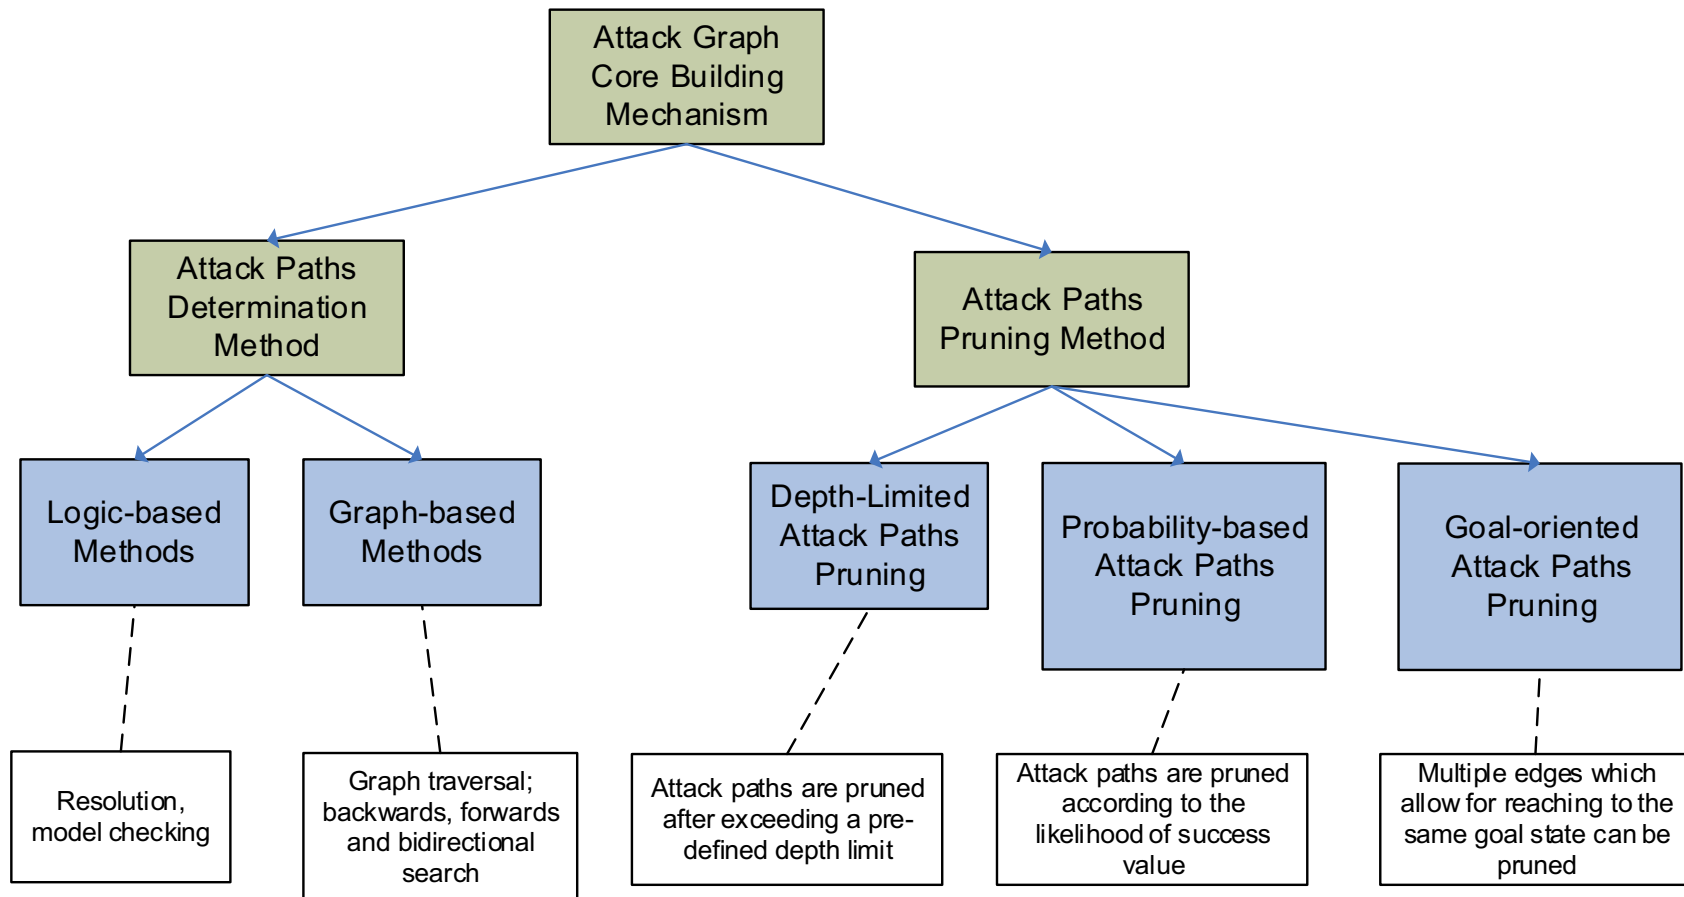 Attack Graph
Core Building
Mechanism
Attack Paths
Determination
Method
Attack Paths
Pruning Method
Logic-based
Methods
Graph-based
Methods
Depth-Limited
Attack Paths
Pruning
Probability-based
Attack Paths
Pruning
Goal-oriented
Attack Paths
Pruning
Resolution,
model checking
Graph traversal;
backwards, forwards
and bidirectional
search
Attack paths are pruned
after exceeding a pre-
defined depth limit
Attack paths are pruned
according to the
likelihood of success
value
Multiple edges which
allow for reaching to the
same goal state can be
pruned